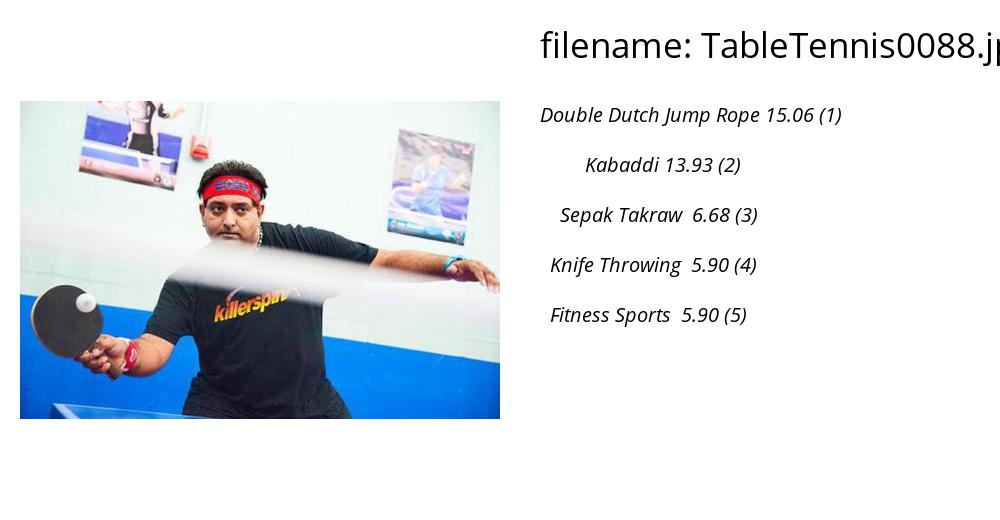 filename: TableTennis0088.jp
Double Dutch Jump Rope 15.06 (1)
Kabaddi 13.93 (2)
Sepak Takraw 6.68 (3)
Knife Throwing 5.90 (4)
Fitness Sports 5.90 (5)
killerspin